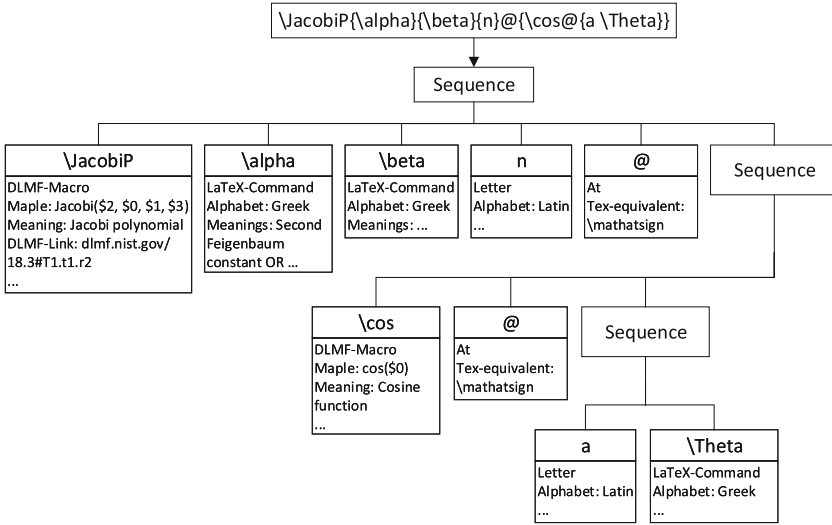 \JacobiP{\alpha}{\beta}{n}@{\cos@{a \Theta}}
Sequence
\JacobiP
DLMF-Macro
Maple: Jacobi($2, $0, $1, $3)
Meaning: Jacobi polynomial
DLMF-Link: dlmf.nist.gov/
18.3#T1.t1.r2
...
\alpha
LaTeX-Command
Alphabet: Greek
Meanings: Second
Feigenbaum
constant OR ...
\beta
LaTeX-Command
Alphabet: Greek
Meanings: ...
n
Letter
Alphabet: Latin
...
@
At
Tex-equivalent:
\mathatsign
Sequence
\cos
DLMF-Macro
Maple: cos($0)
Meaning: Cosine
function
...
@
At
Tex-equivalent:
\mathatsign
Sequence
a
Letter
Alphabet: Latin
...
\Theta
LaTeX-Command
Alphabet: Greek
...